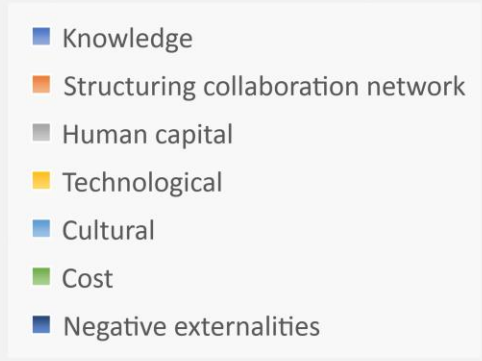 Knowledge
Structuring collaboration network
Human capital
Technological
Cultural
Cost
Negative externalities